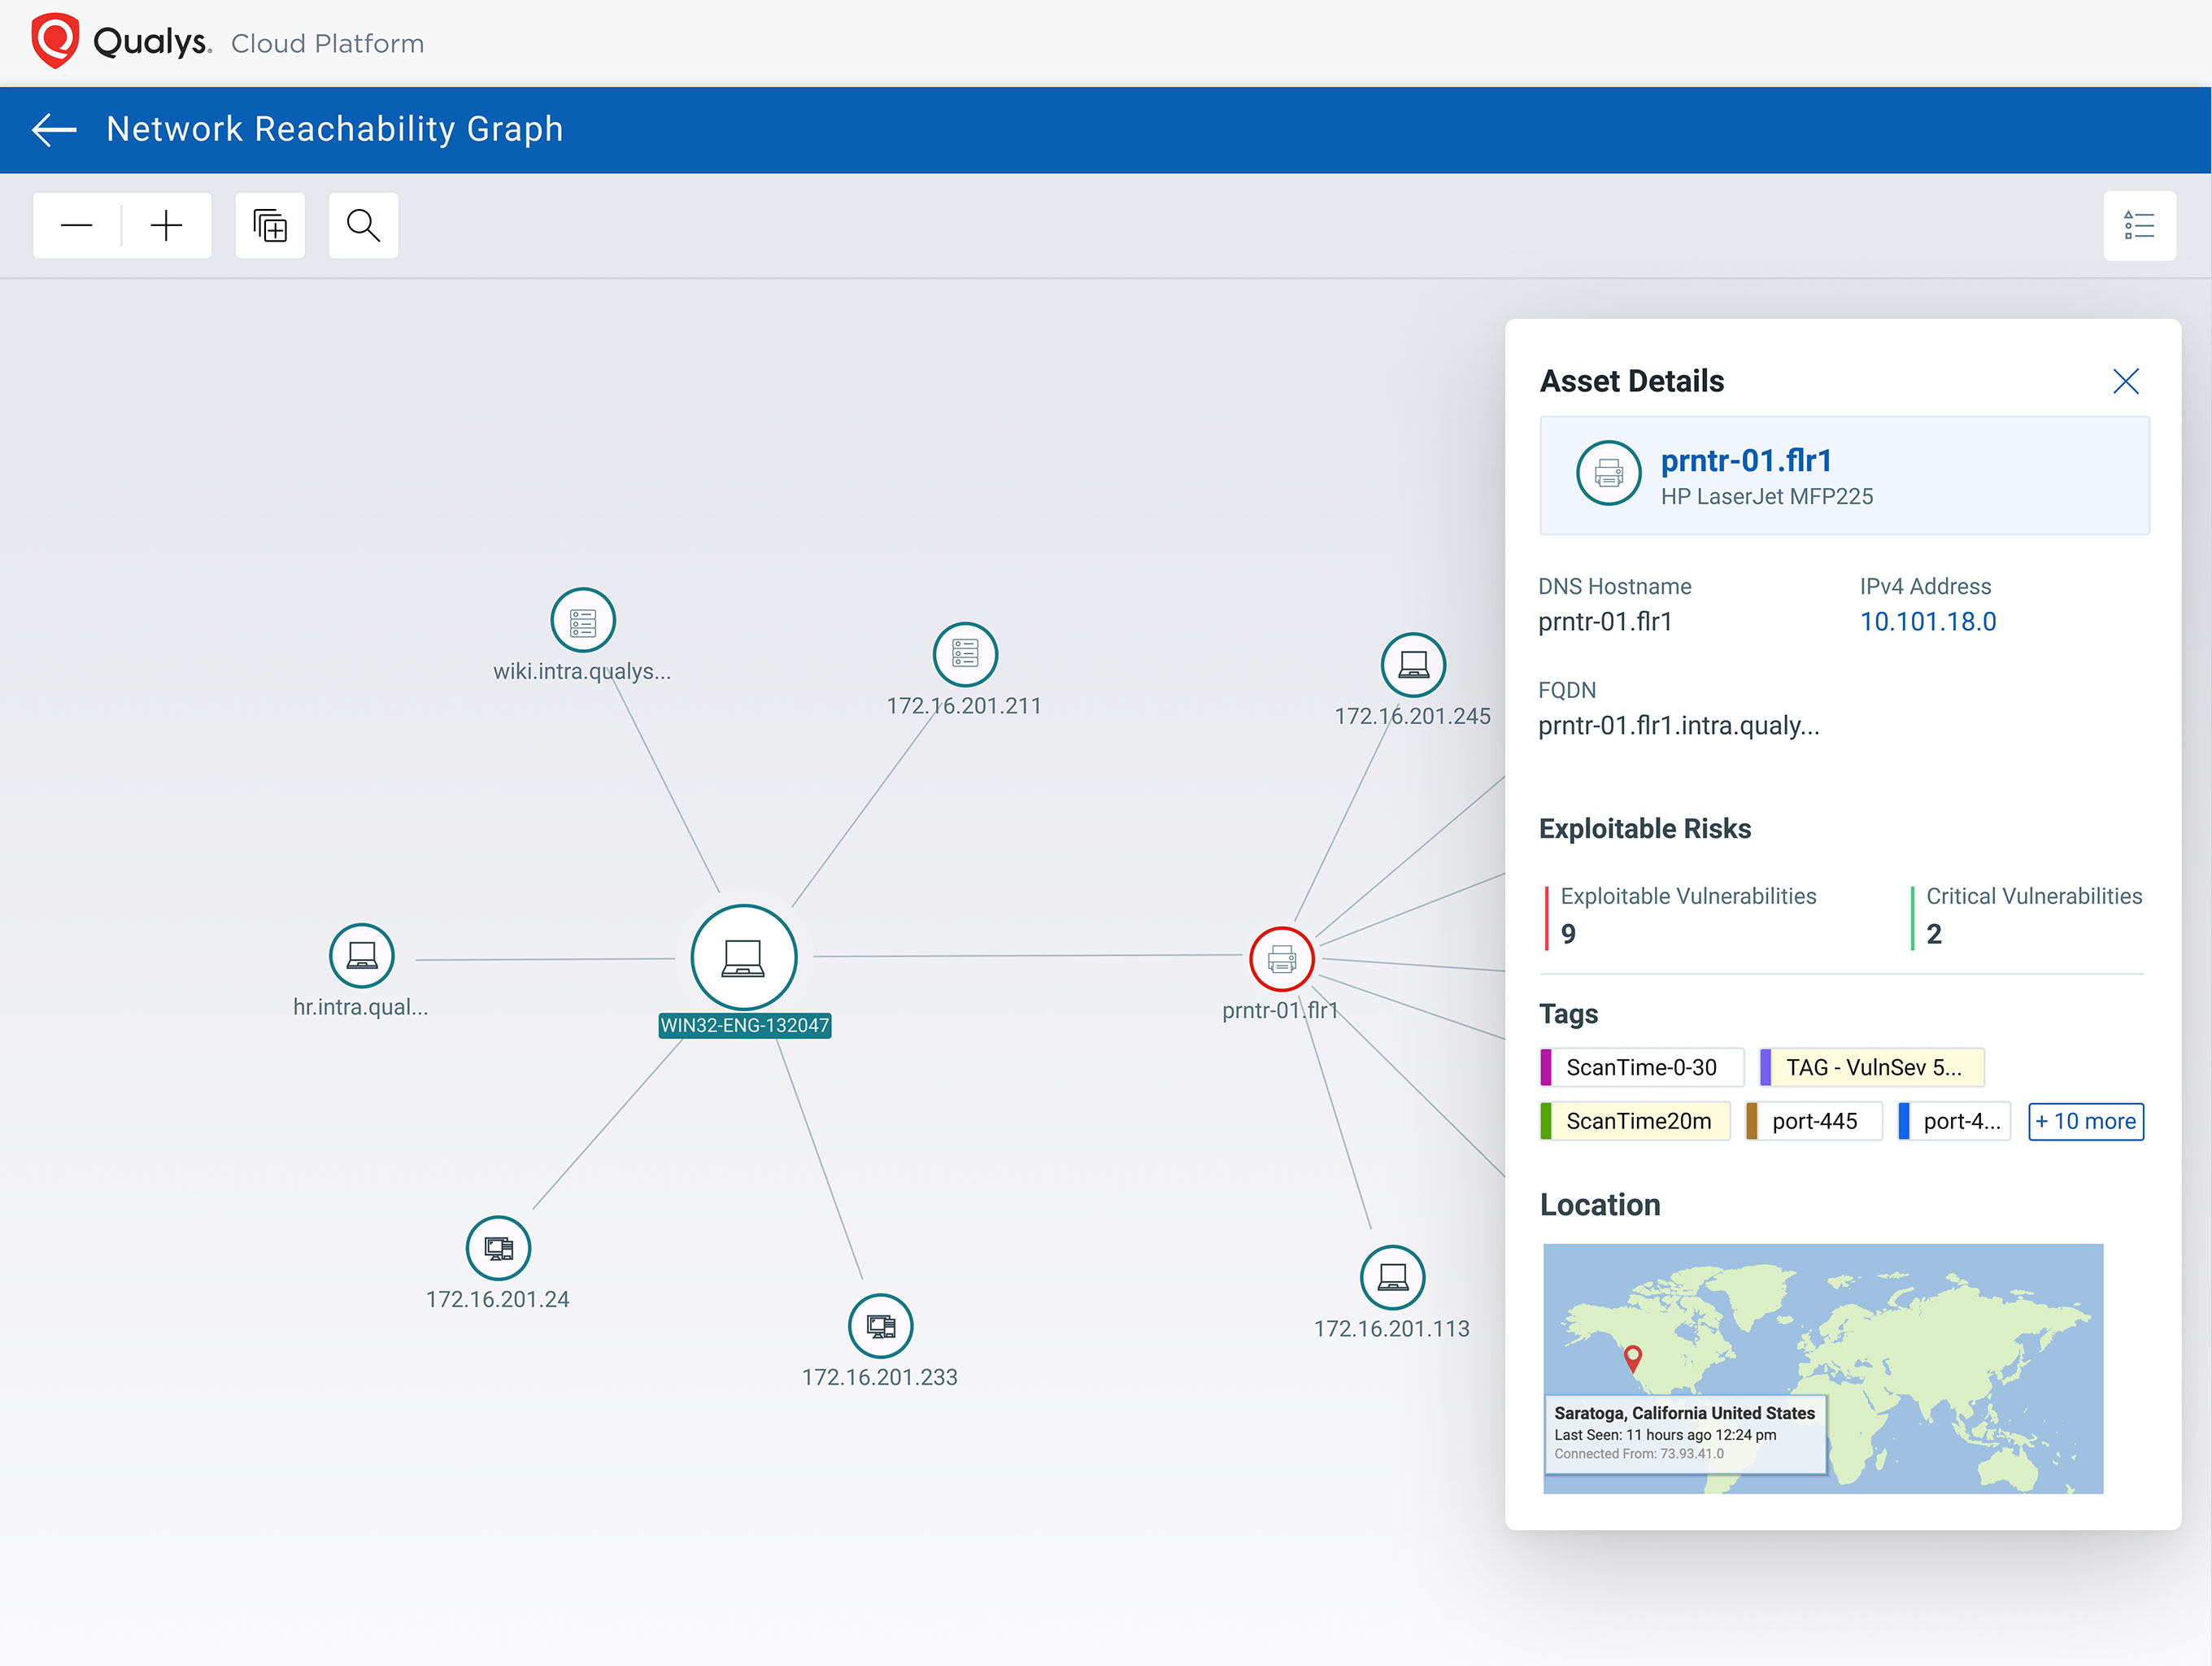 Qualys. Cloud Platform
Network Reachability Graph
Asset Details
prntr-01.flr1
HP LaserJet MFP225
DNS Hostname
prntr-01.flr1
IPv4 Address
10.101.18.0
FQDN
prntr-01.flr1.intra.qualy...
Exploitable Risks
Exploitable Vulnerabilities
9
Critical Vulnerabilities
2
Tags
ScanTime-0-30
TAG - VulnSev 5...
ScanTime20m
port-445
port-4...
+ 10 more
Location
Saratoga, California United States
Last Seen: 11 hours ago 12:24 pm
Connected From: 73.93.41.0
wiki.intra.qualys...
172.16.201.211
172.16.201.245
hr.intra.qual...
WIN32-ENG-132047
prntr-01.flr1
172.16.201.24
172.16.201.233
172.16.201.113